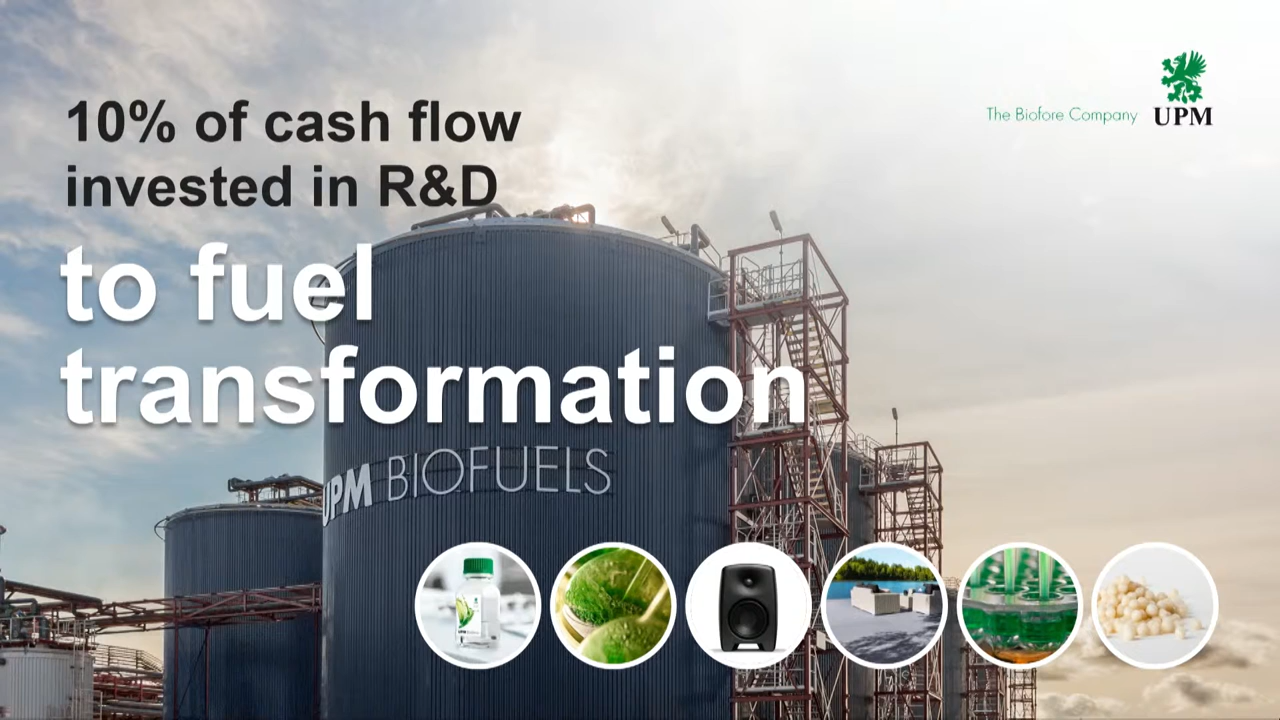 10% of cash flow
invested in R&D
to fuel
transformation
The Biofore Company
UPM
UPM BIOFUELS